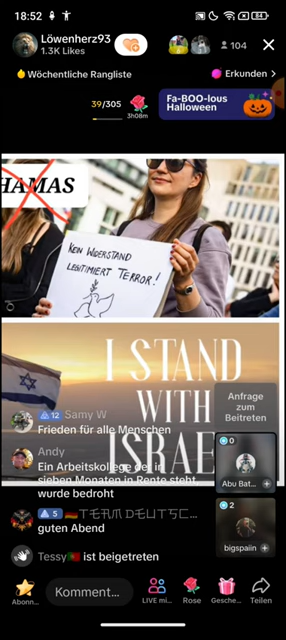 18:52
84
Löwenherz93
1.3K Likes
104
Wöchentliche Rangliste
Erkunden >
39/305
3h08m
Fa-BOO-lous
Halloween
HAMAS
KEIN WIDERSTAND
LEGITIMIERT TERROR!
I STAND
WITH
ISRAE
Anfrage
zum
Beitreten
12 Samy W
Frieden für alle Menschen
0
Abu Bat... +
Andy
Ein Arbeitskollege der in
sieben Monaten in Rente steht
wurde bedroht
5
guten Abend
2
bigspaiin +
Tessy🇵🇹 ist beigetreten
Abonn...
Komment...
LIVE mi...
Rose
Gesche...
Teilen